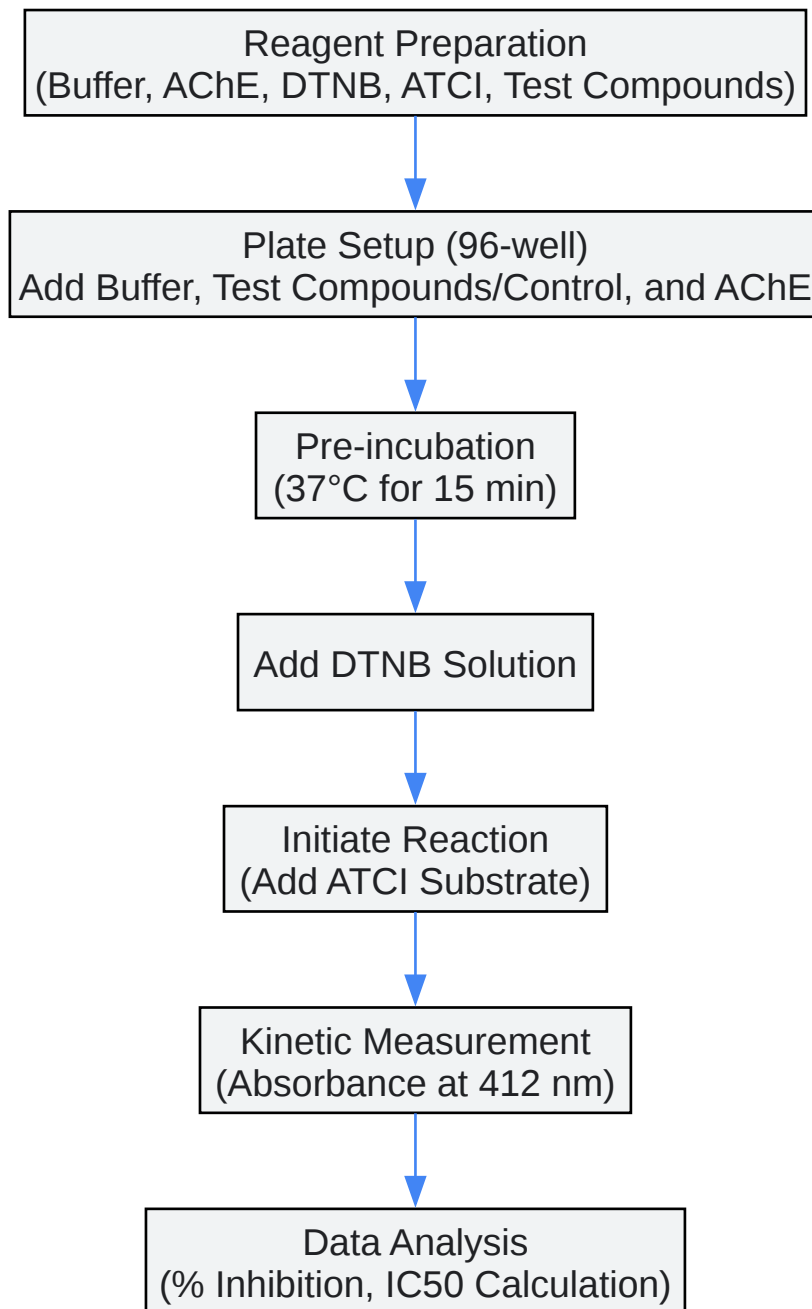 Reagent Preparation
(Buffer, AChE, DTNB, ATCI, Test Compounds)
Plate Setup (96-well)
Add Buffer, Test Compounds/Control, and AChE
Pre-incubation
(37°C for 15 min)
Add DTNB Solution
Initiate Reaction
(Add ATCI Substrate)
Kinetic Measurement
(Absorbance at 412 nm)
Data Analysis
(% Inhibition, IC50 Calculation)